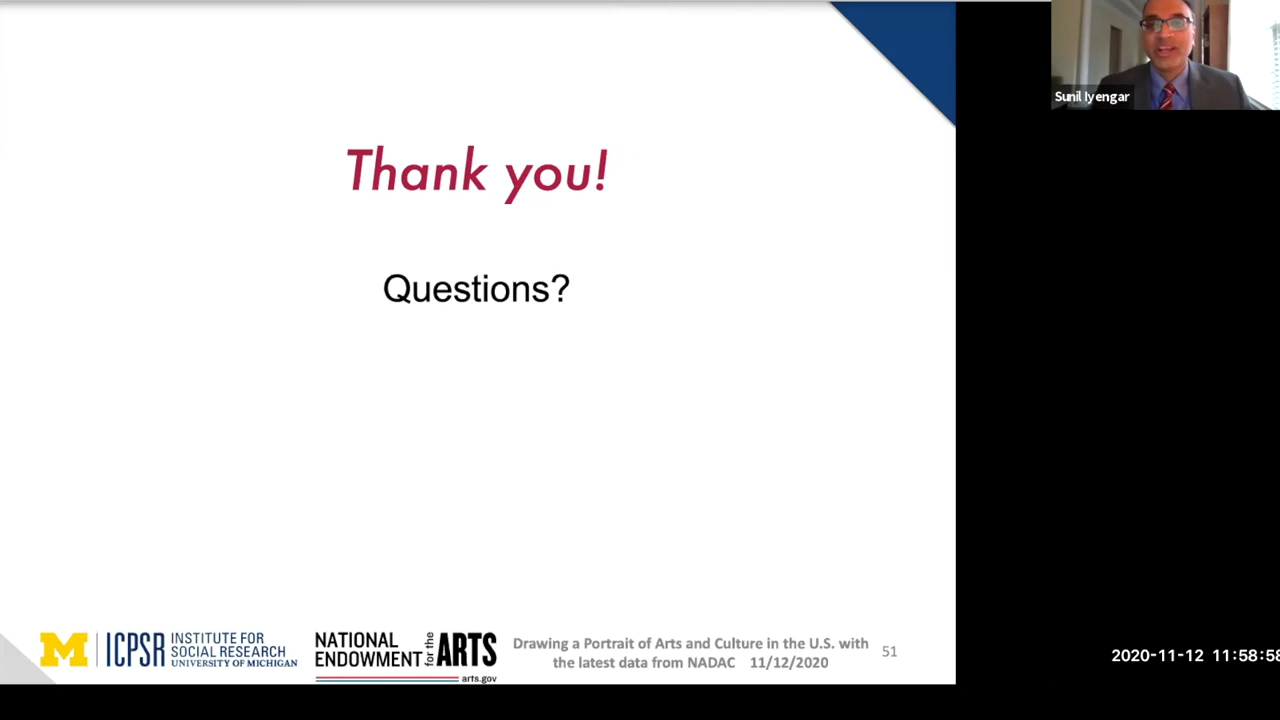 Sunil Iyengar
Thank you!
Questions?
M
ICPSR
INSTITUTE FOR
SOCIAL RESEARCH
UNIVERSITY OF MICHIGAN
NATIONAL
ENDOWMENT
for the
ARTS
arts.gov
Drawing a Portrait of Arts and Culture in the U.S. with
the latest data from NADAC 11/12/2020
51
2020-11-12 11:58:58